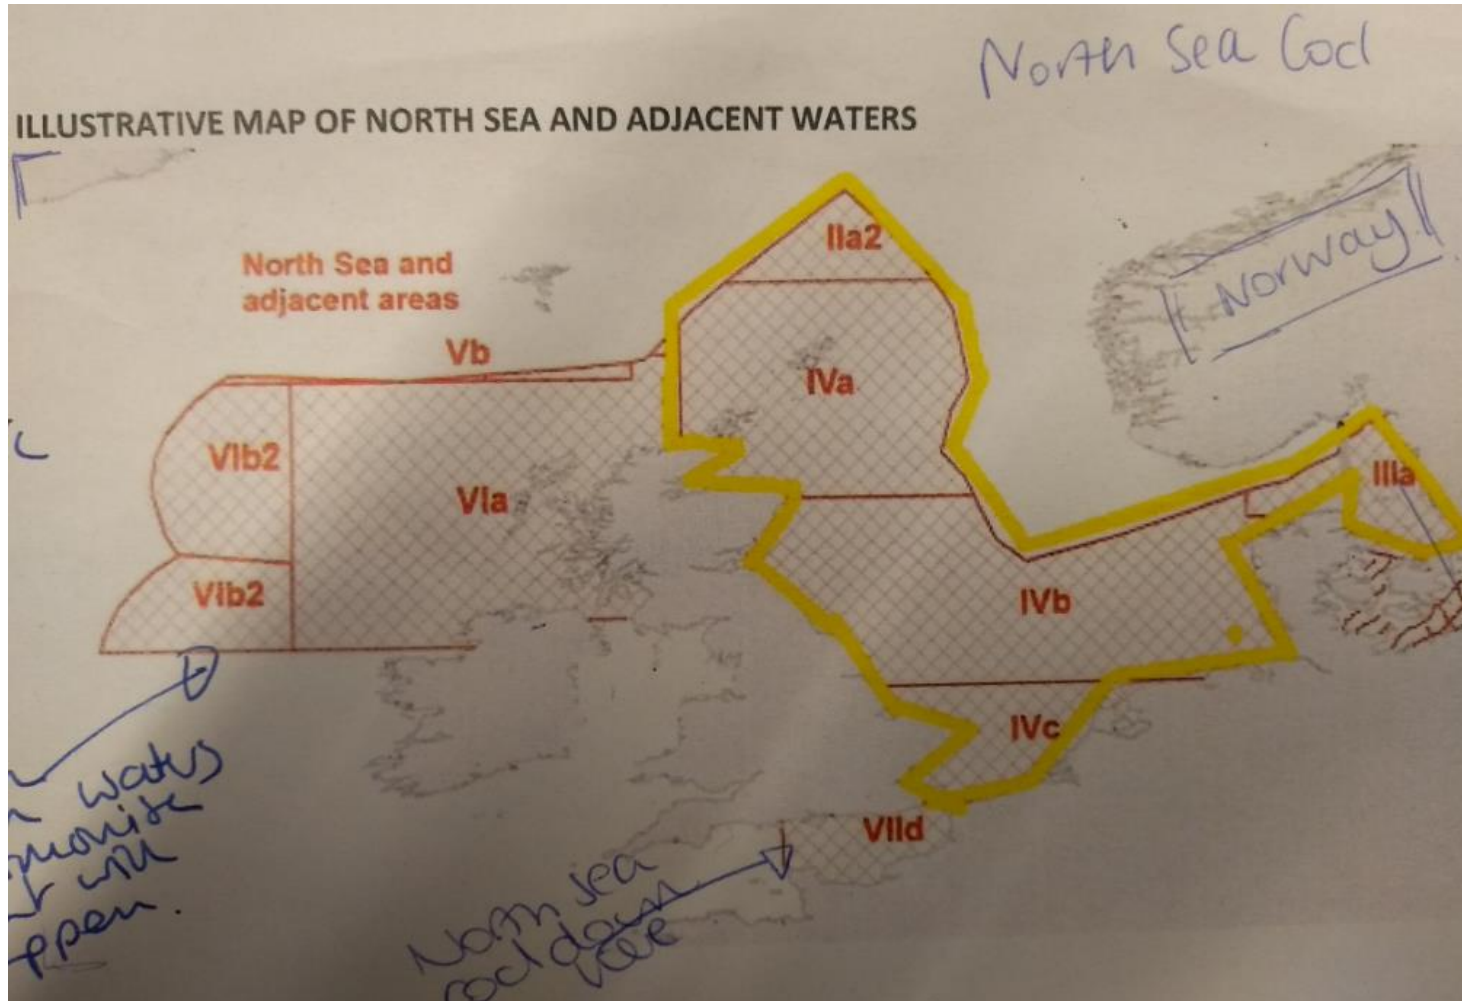 North Sea Cod
ILLUSTRATIVE MAP OF NORTH SEA AND ADJACENT WATERS
North Sea and
adjacent areas
Norway
IIa2
Vb
IVa
VIb2
VIa
IIIa
VIb2
IVb
IVc
VIId
waters
will
North sea
cod down
here